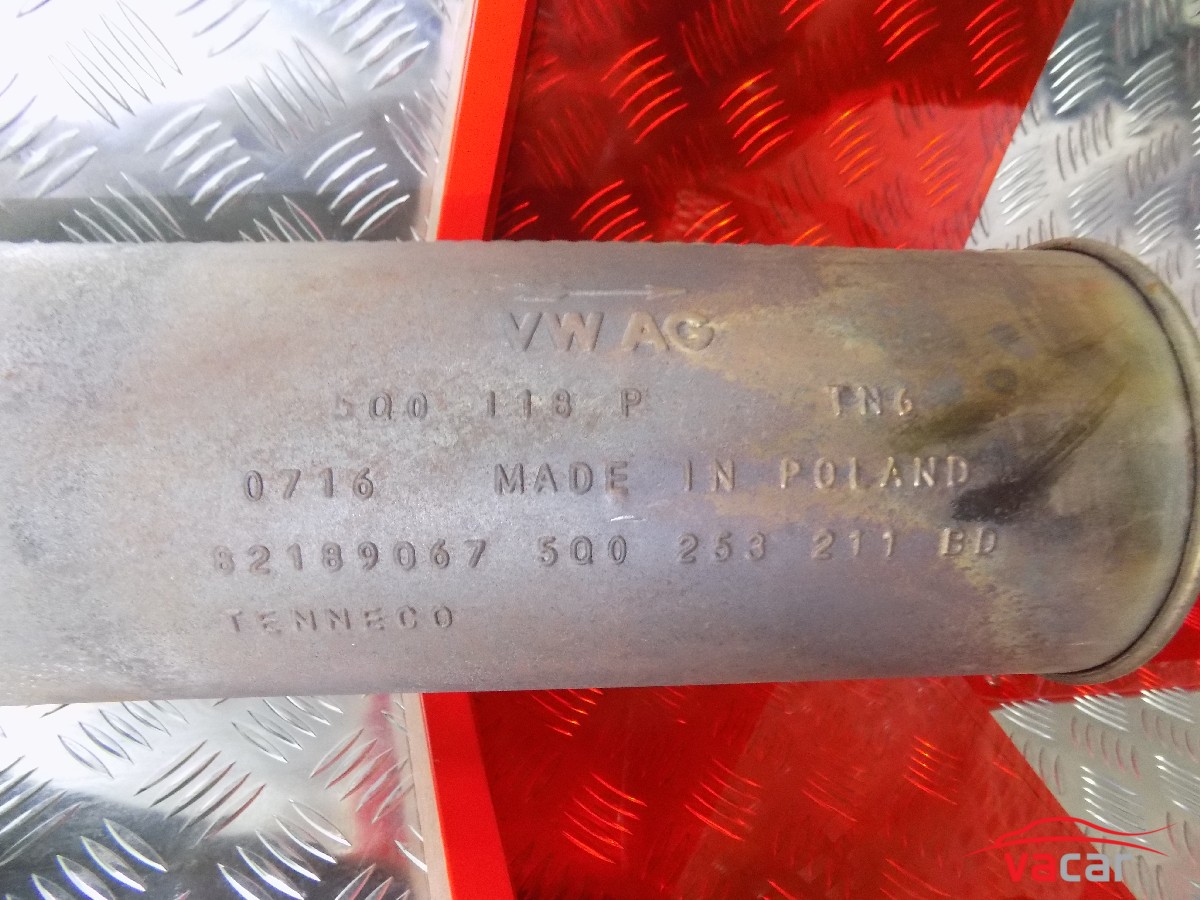 VW AG
5Q0 118 P TN6
0716 MADE IN POLAND
82189067 5Q0 253 211 BD
TENNECO
vacar